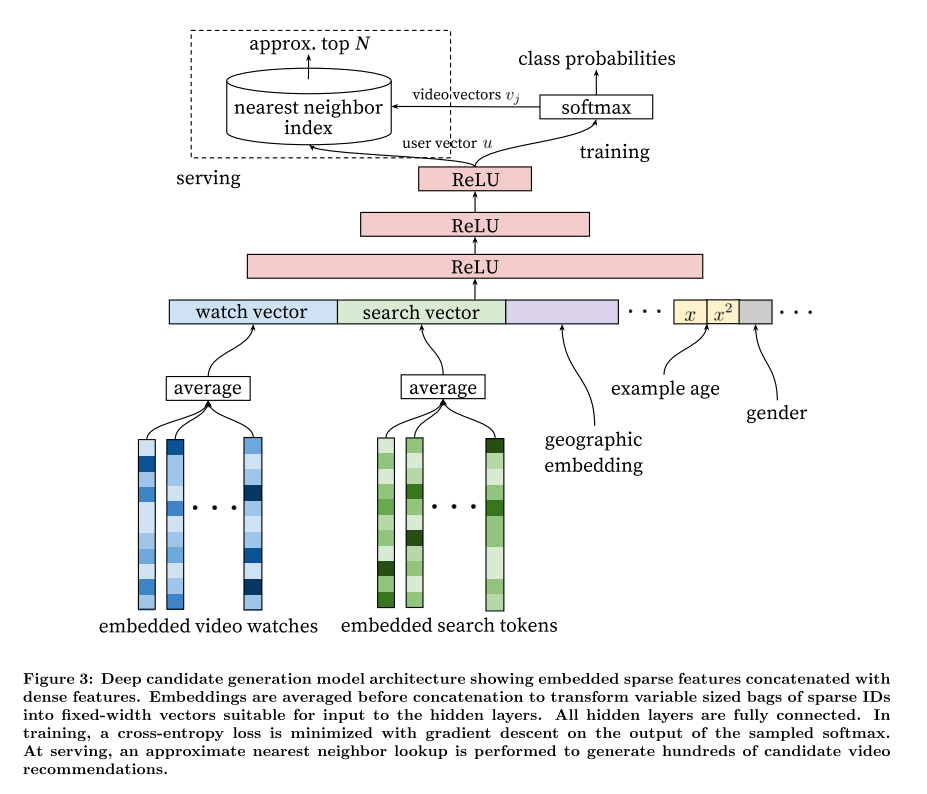 approx. top N
class probabilities
nearest neighbor
index
video vectors vⱼ
softmax
user vector u
training
serving
ReLU
ReLU
ReLU
watch vector
search vector
· · ·
x
x²
· · ·
average
average
example age
gender
geographic
embedding
· · ·
· · ·
embedded video watches
embedded search tokens
Figure 3: Deep candidate generation model architecture showing embedded sparse features concatenated with
dense features. Embeddings are averaged before concatenation to transform variable sized bags of sparse IDs
into fixed-width vectors suitable for input to the hidden layers. All hidden layers are fully connected. In
training, a cross-entropy loss is minimized with gradient descent on the output of the sampled softmax.
At serving, an approximate nearest neighbor lookup is performed to generate hundreds of candidate video
recommendations.